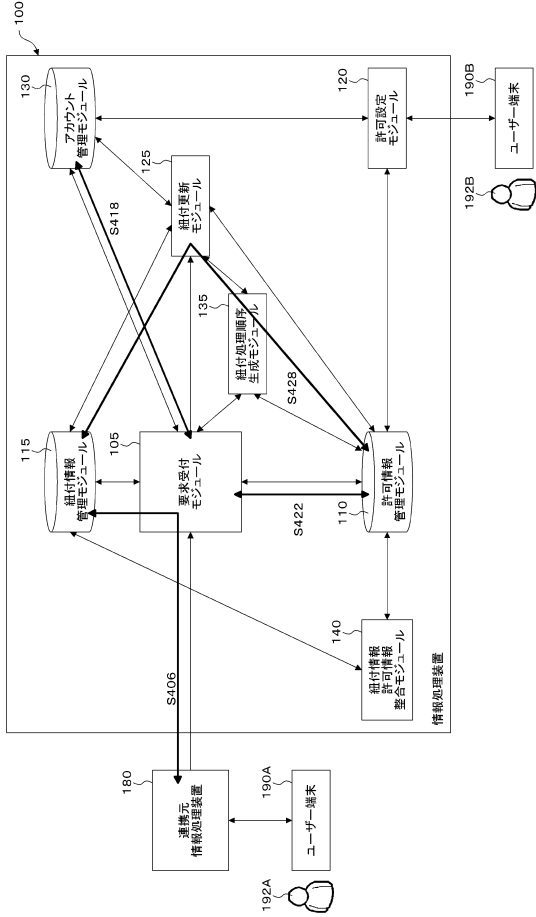 100
情報処理装置
115
紐付情報
管理モジュール
130
アカウント
管理モジュール
S418
125
紐付更新
モジュール
105
要求受付
モジュール
135
紐付処理順序
生成モジュール
S406
S422
S428
140
紐付情報
許可情報
整合モジュール
110
許可情報
管理モジュール
120
許可設定
モジュール
180
連携元
情報処理装置
190A
ユーザー端末
192A
190B
ユーザー端末
192B